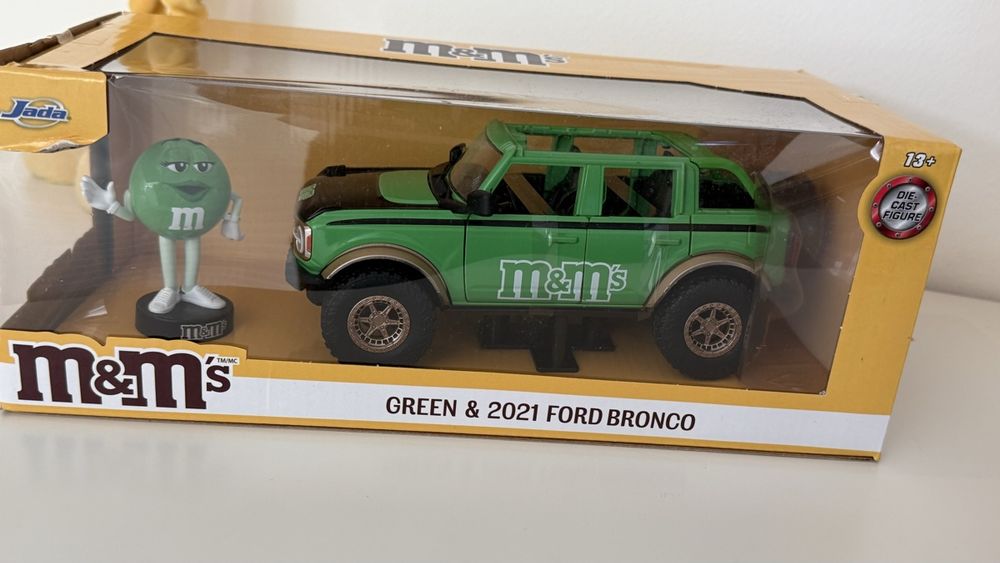 m&m's
Jada
13+
DIE-
CAST
FIGURE
m
m&m's
m&m's
m&m's
TM/MC
GREEN & 2021 FORD BRONCO